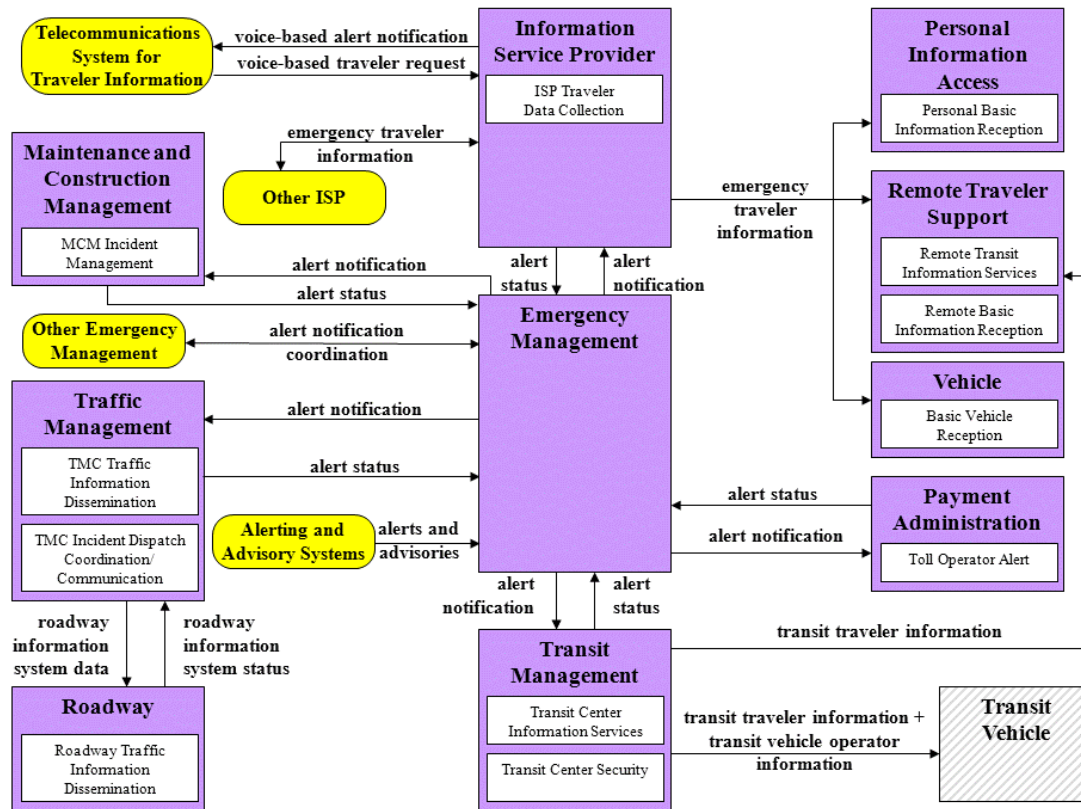 Telecommunications
System for
Traveler Information
voice-based alert notification
voice-based traveler request
Information
Service Provider
ISP Traveler
Data Collection
Personal
Information
Access
Personal Basic
Information Reception
emergency traveler
information
Other ISP
Maintenance and
Construction
Management
MCM Incident
Management
emergency
traveler
information
Remote Traveler
Support
Remote Transit
Information Services
Remote Basic
Information Reception
alert notification
alert status
alert
status
alert
notification
Other Emergency
Management
alert notification
coordination
Emergency
Management
Vehicle
Basic Vehicle
Reception
Traffic
Management
TMC Traffic
Information
Dissemination
TMC Incident Dispatch
Coordination/
Communication
alert notification
alert status
Alerting and
Advisory Systems
alerts and
advisories
alert status
alert notification
Payment
Administration
Toll Operator Alert
alert
notification
alert
status
roadway
information
system data
roadway
information
system status
Roadway
Roadway Traffic
Information
Dissemination
Transit
Management
Transit Center
Information Services
Transit Center Security
transit traveler information
transit traveler information +
transit vehicle operator
information
Transit
Vehicle